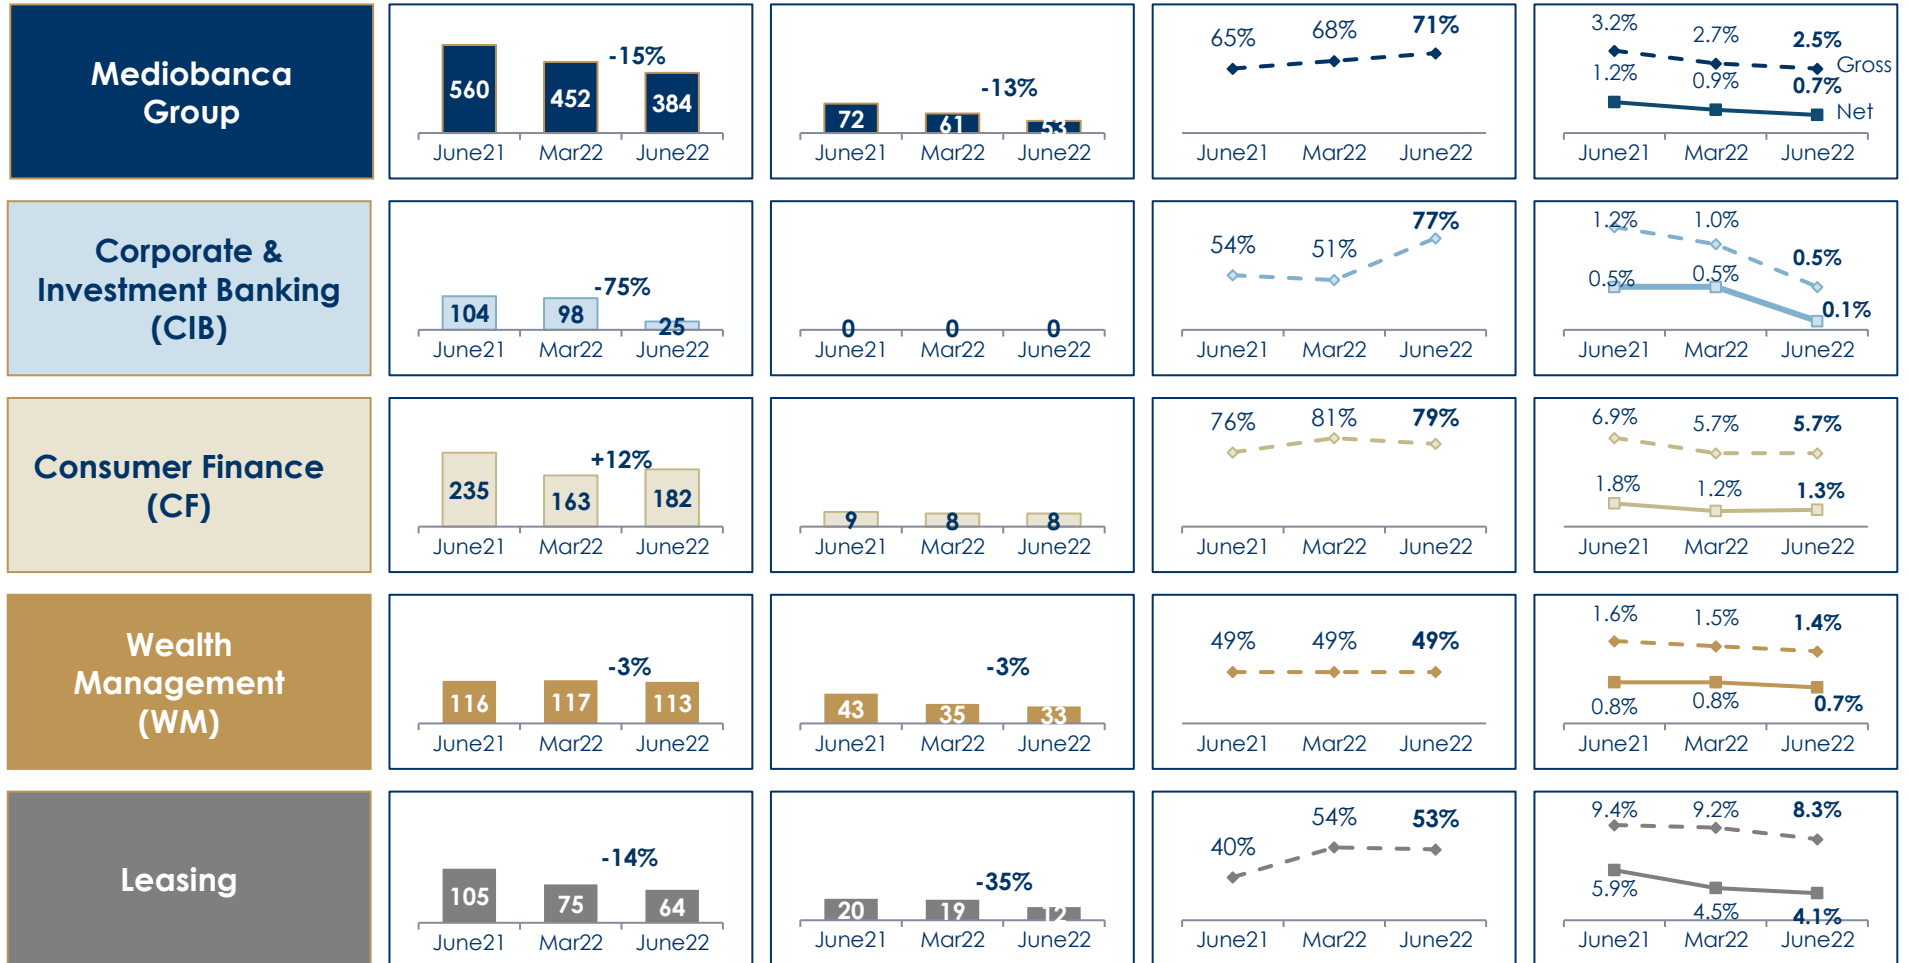 Mediobanca
Group
-15%
560
452
384
June21 Mar22 June22
-13%
72
61
53
June21 Mar22 June22
65% 68% 71%
June21 Mar22 June22
3.2% 2.7% 2.5%
Gross
1.2% 0.9% 0.7%
Net
June21 Mar22 June22
Corporate &
Investment Banking
(CIB)
-75%
104 98 25
June21 Mar22 June22
0 0 0
June21 Mar22 June22
54% 51% 77%
June21 Mar22 June22
1.2% 1.0% 0.5%
0.5% 0.5% 0.1%
June21 Mar22 June22
Consumer Finance
(CF)
+12%
235 163 182
June21 Mar22 June22
9 8 8
June21 Mar22 June22
76% 81% 79%
June21 Mar22 June22
6.9% 5.7% 5.7%
1.8% 1.2% 1.3%
June21 Mar22 June22
Wealth
Management
(WM)
-3%
116 117 113
June21 Mar22 June22
-3%
43 35 33
June21 Mar22 June22
49% 49% 49%
June21 Mar22 June22
1.6% 1.5% 1.4%
0.8% 0.8% 0.7%
June21 Mar22 June22
Leasing
-14%
105 75 64
June21 Mar22 June22
-35%
20 19 12
June21 Mar22 June22
40% 54% 53%
June21 Mar22 June22
9.4% 9.2% 8.3%
5.9% 4.5% 4.1%
June21 Mar22 June22